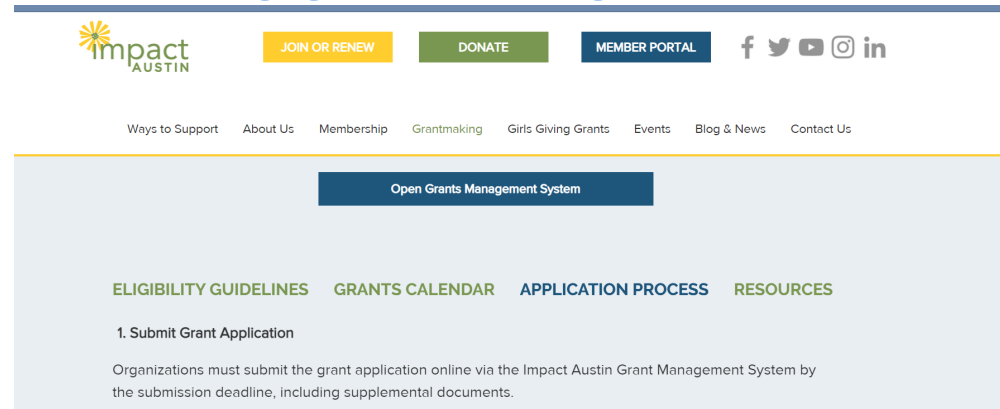 impact
AUSTIN
JOIN OR RENEW
DONATE
MEMBER PORTAL
Ways to Support About Us Membership Grantmaking Girls Giving Grants Events Blog & News Contact Us
Open Grants Management System
ELIGIBILITY GUIDELINES GRANTS CALENDAR APPLICATION PROCESS RESOURCES
1. Submit Grant Application
Organizations must submit the grant application online via the Impact Austin Grant Management System by
the submission deadline, including supplemental documents.